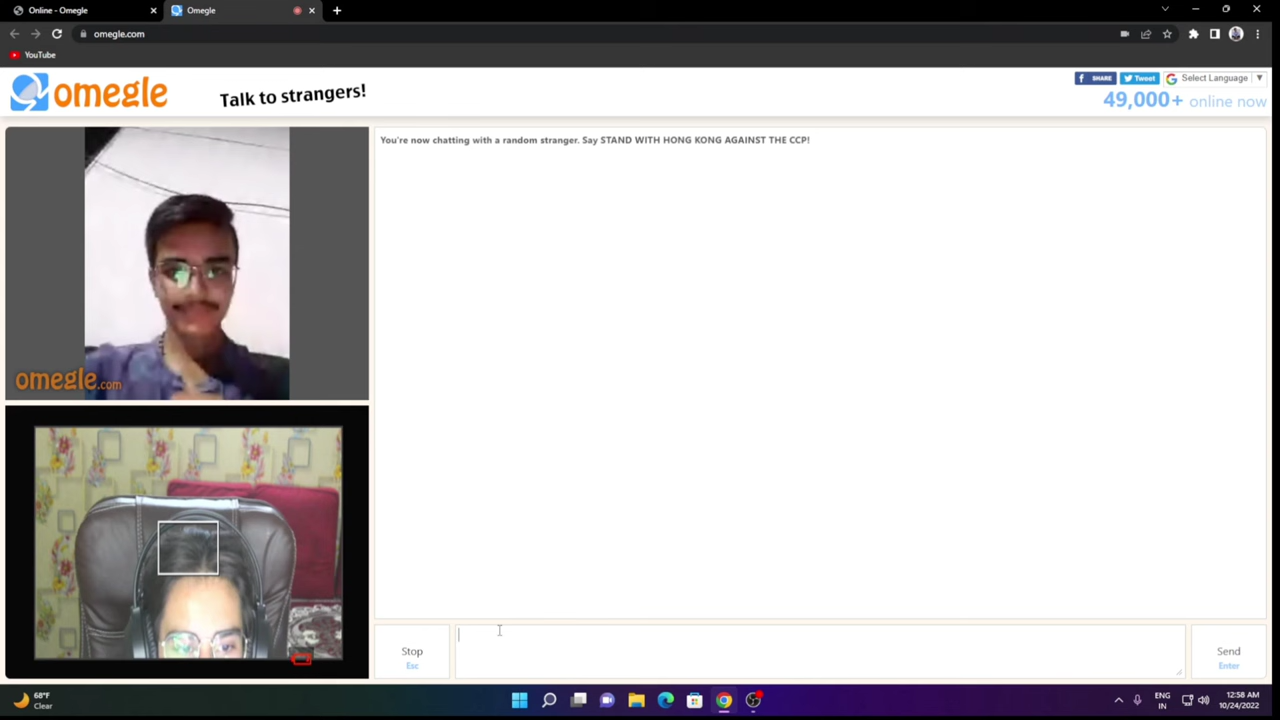 Online - Omegle
Omegle
omegle.com
YouTube
omegle
Talk to strangers!
SHARE
Tweet
G Select Language ▼
49,000+ online now
You're now chatting with a random stranger. Say STAND WITH HONG KONG AGAINST THE CCP!
omegle.com
Stop
Esc
Send
Enter
68°F
Clear
ENG
IN
12:58 AM
10/24/2022